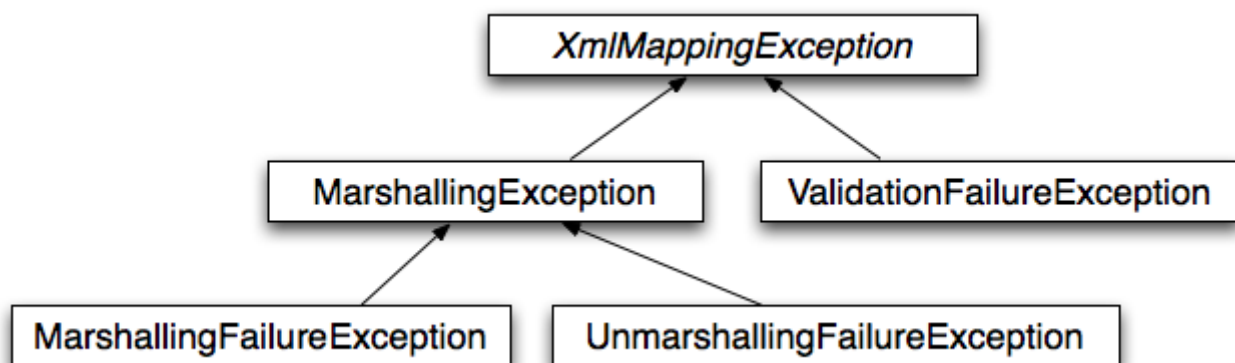 XmlMappingException
MarshallingException
ValidationFailureException
MarshallingFailureException
UnmarshallingFailureException